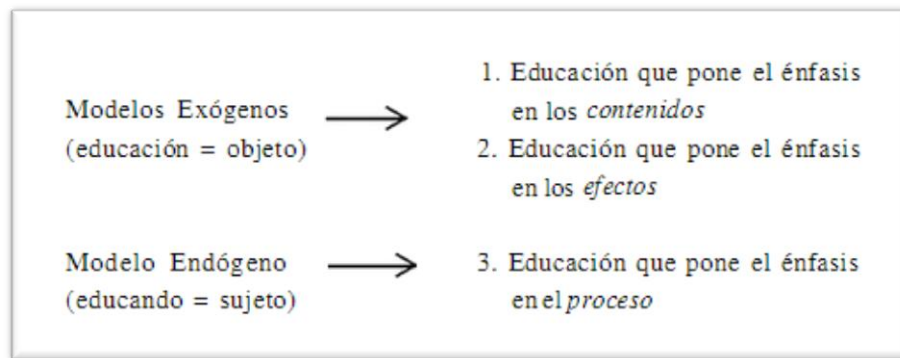 Modelos Exógenos
(educación = objeto)
1. Educación que pone el énfasis
en los contenidos
2. Educación que pone el énfasis
en los efectos
Modelo Endógeno
(educando = sujeto)
3. Educación que pone el énfasis
en el proceso